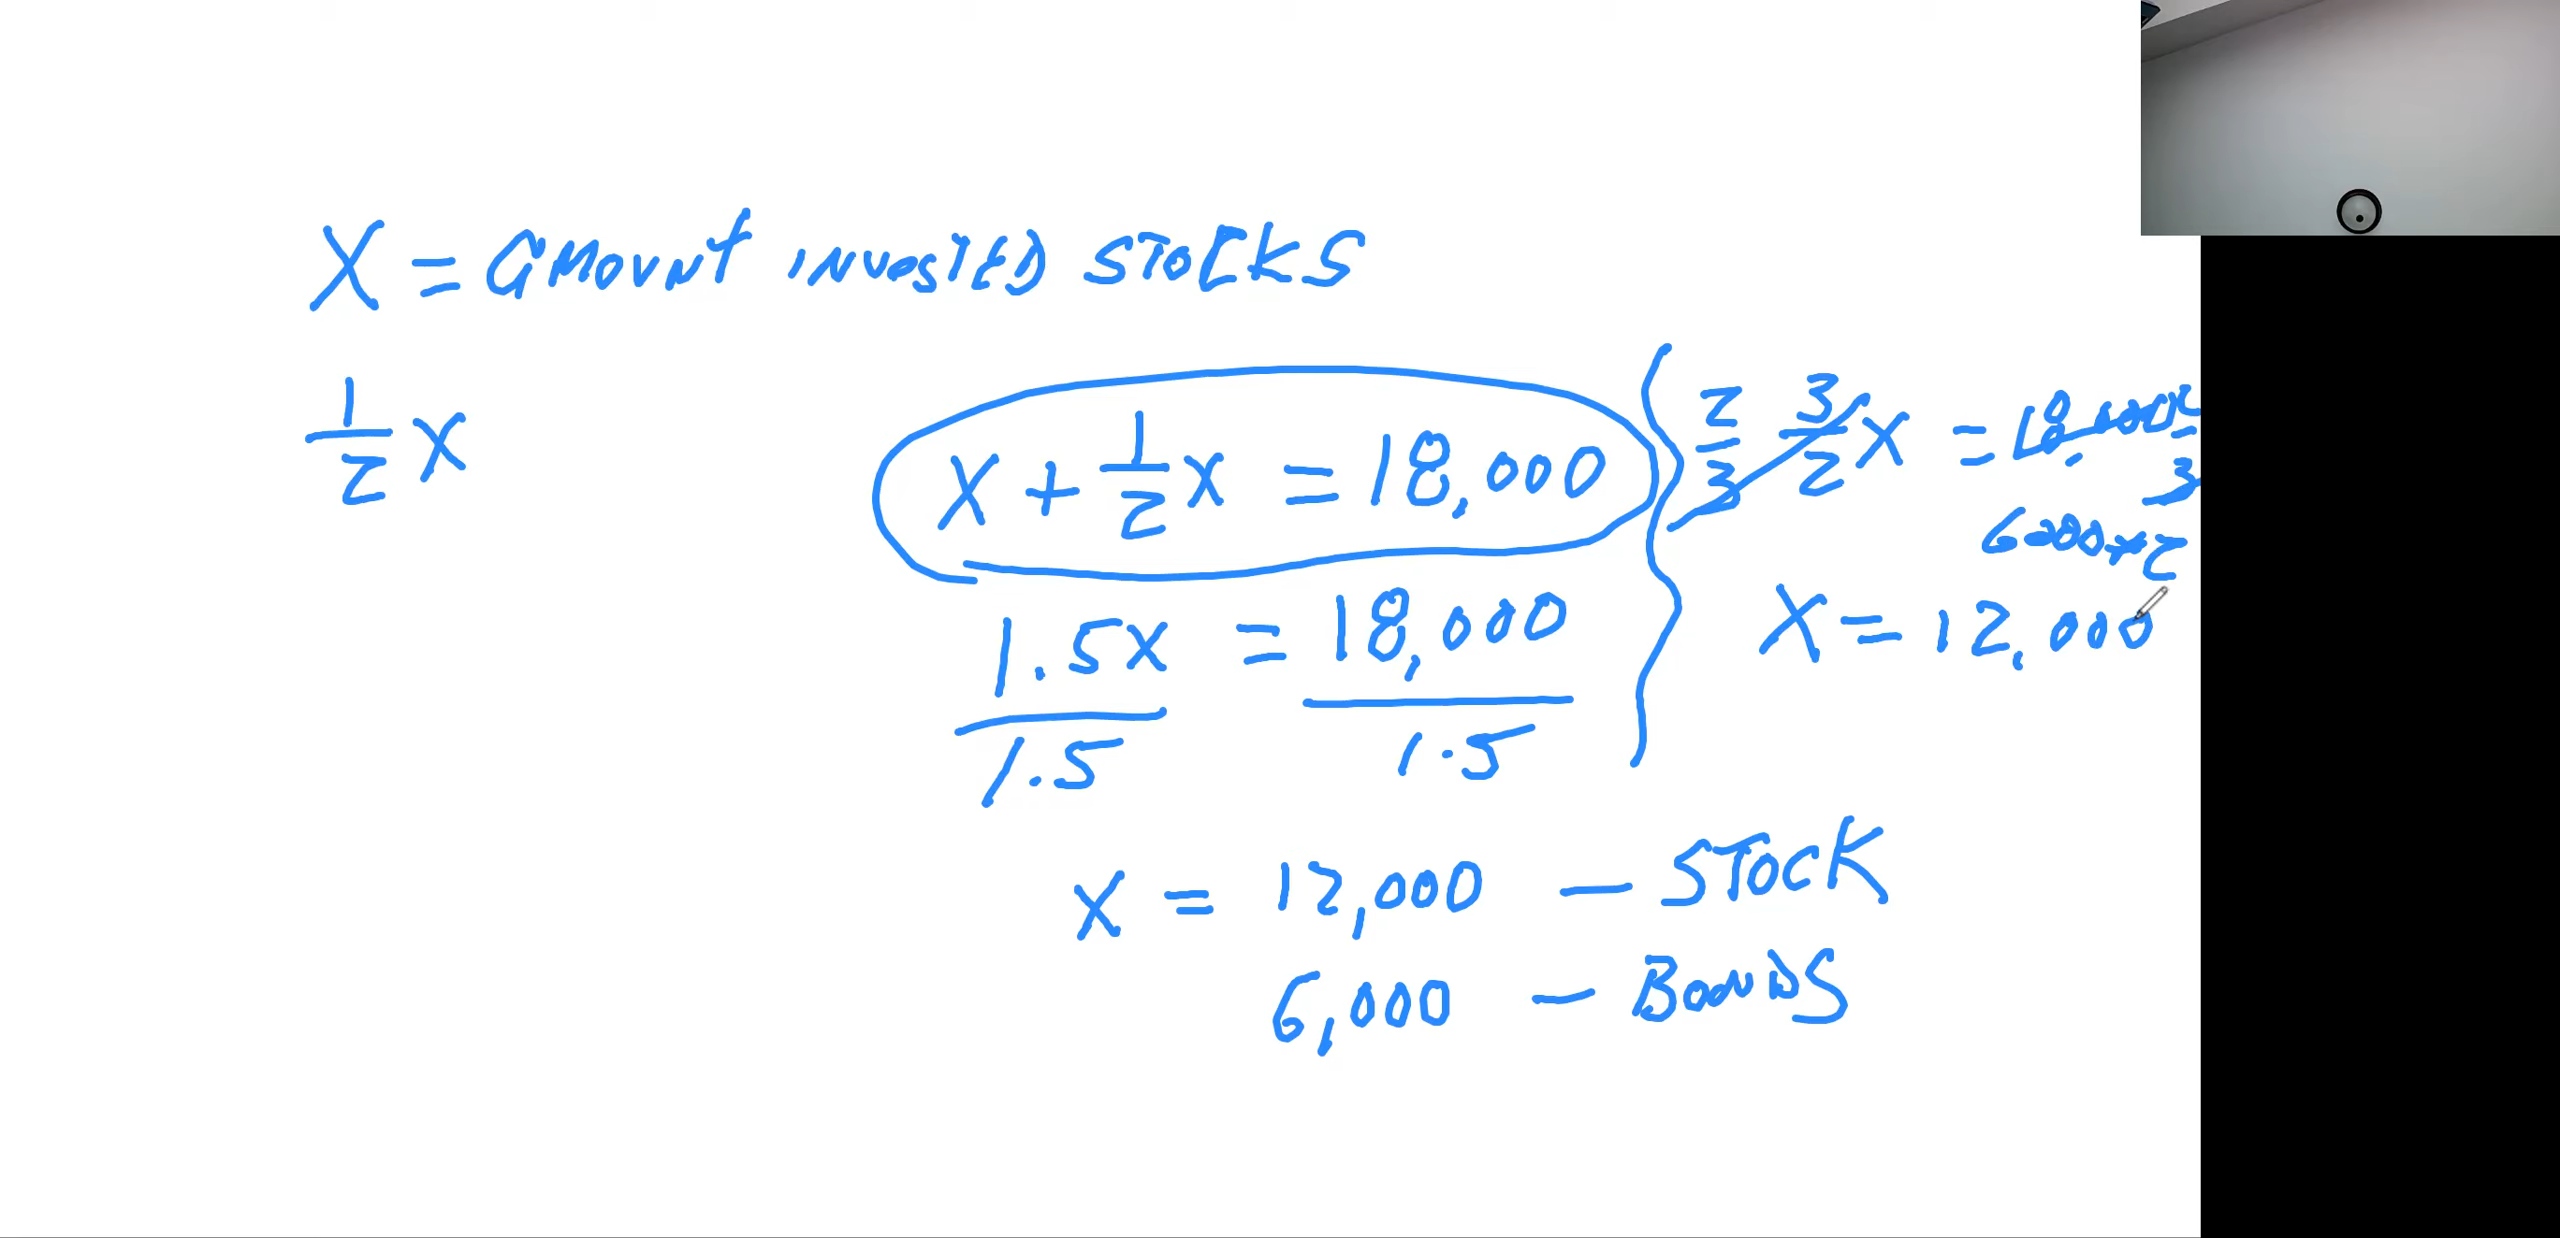 X = Amount invested STOCKS
1/2 X
X + 1/2 X = 18,000
1.5X = 18,000
1.5 1.5
X = 12,000 – STOCK
6,000 – BONDS
2/3 3/2 X = 18,000 × 2/3
6000 * 2
X = 12,000